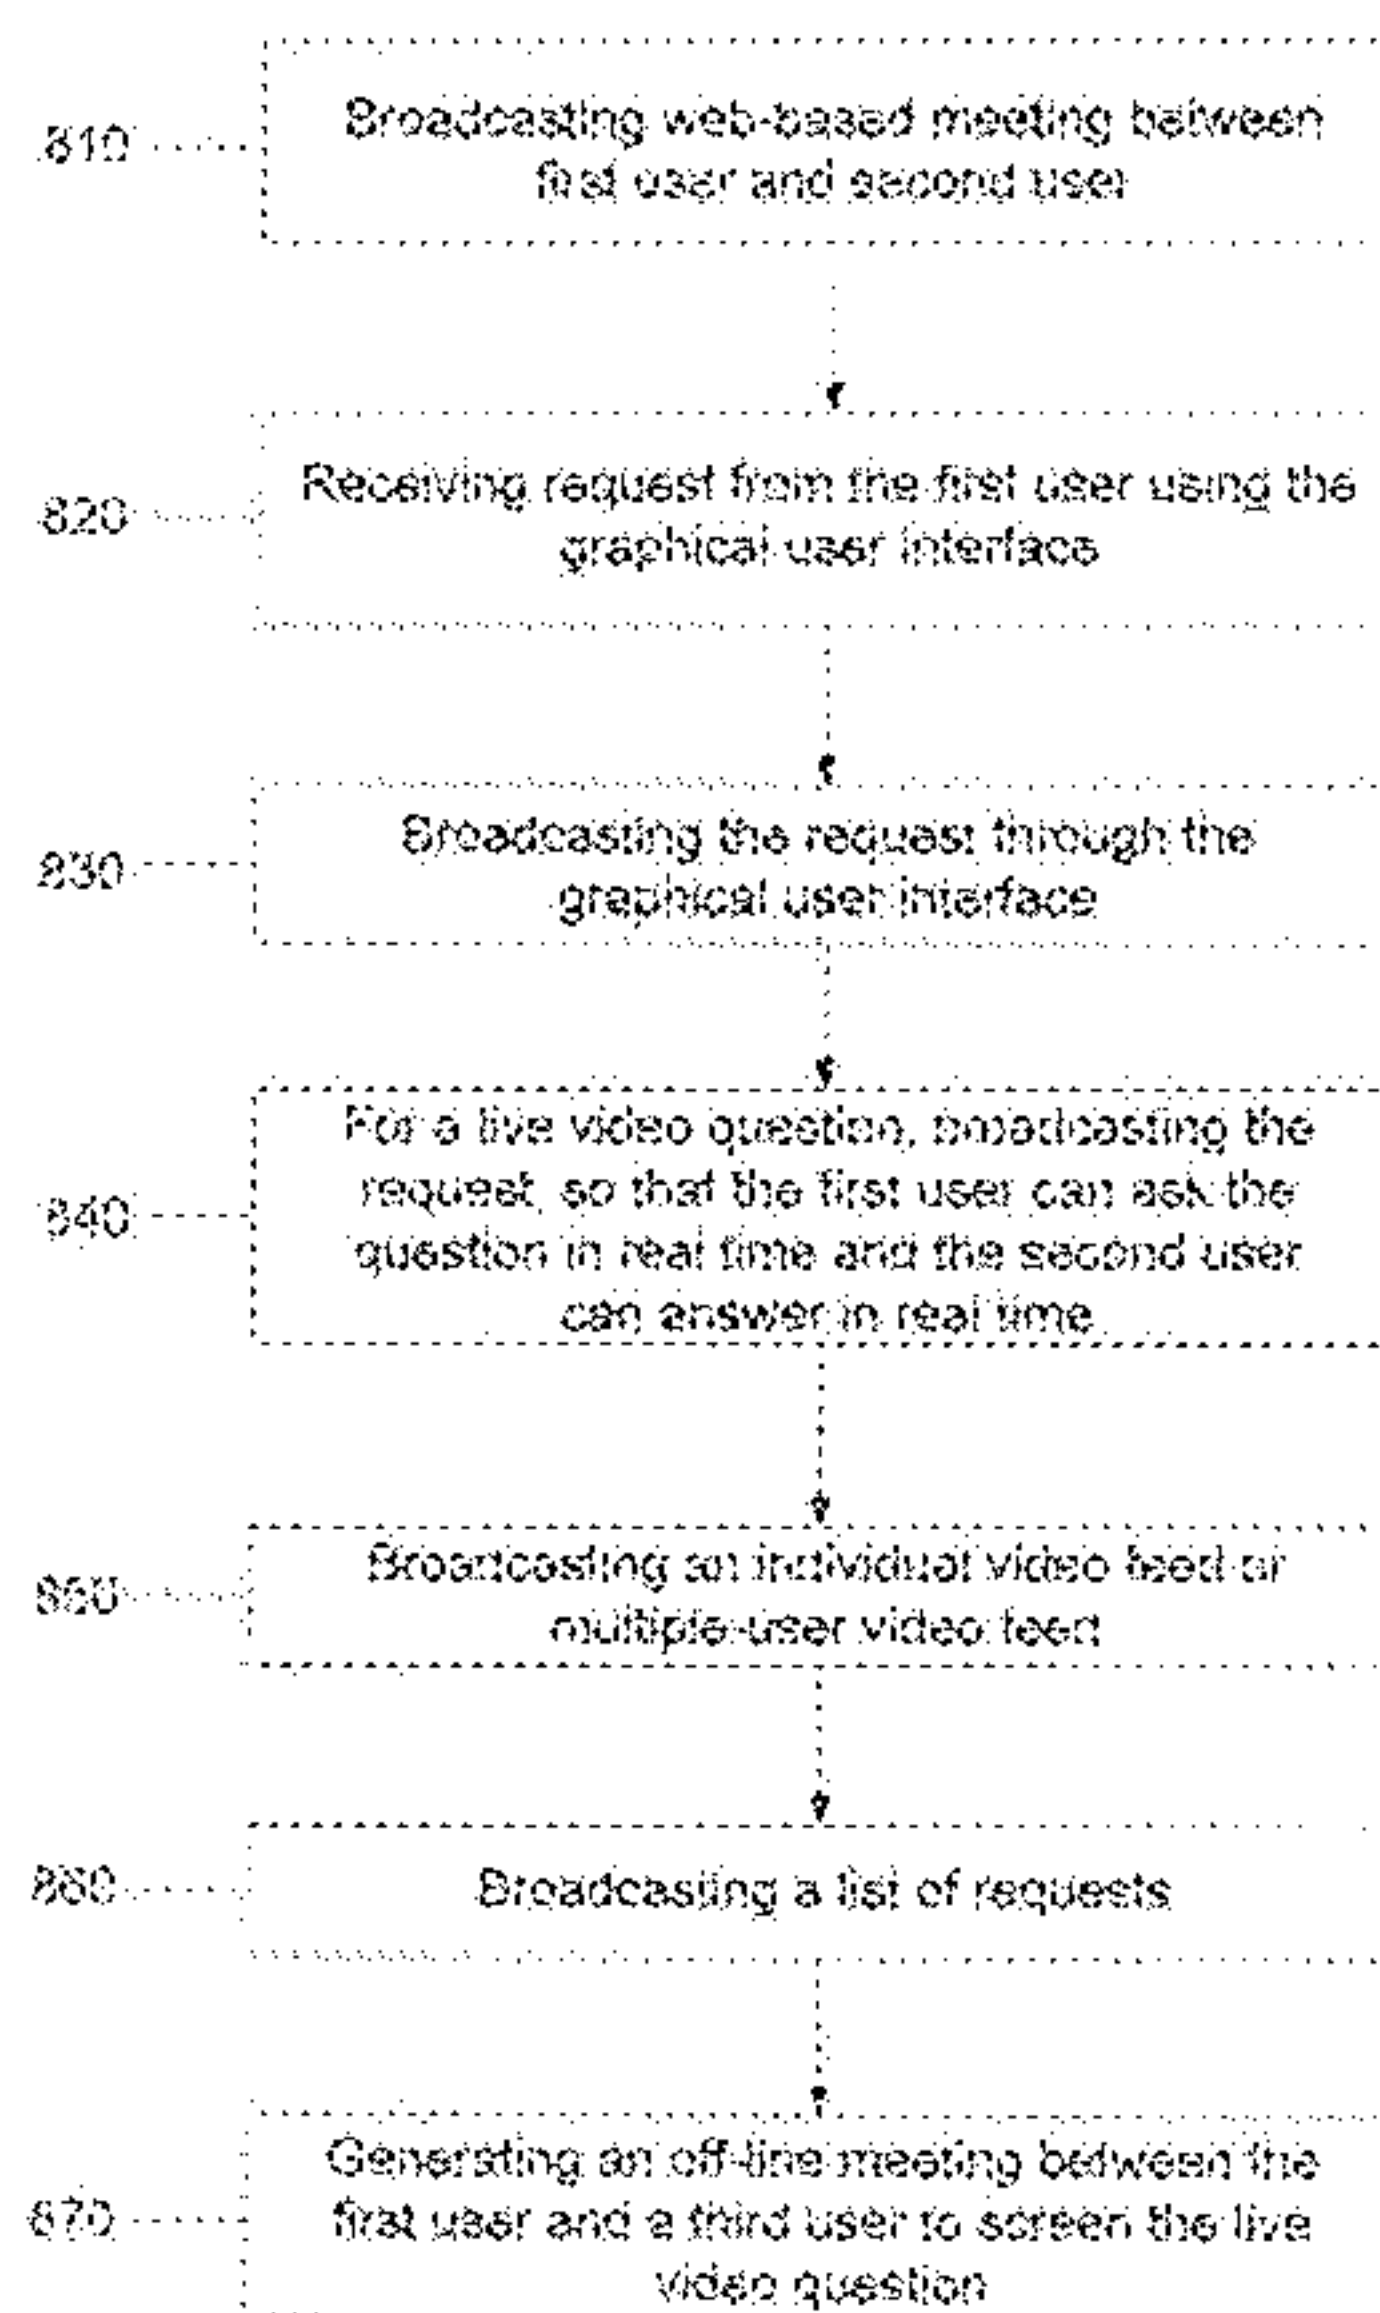 810
Broadcasting web-based meeting between
first user and second user
820
Receiving request from the first user using the
graphical user interface
830
Broadcasting the request through the
graphical user interface
840
For a live video question, broadcasting the
request, so that the first user can ask the
question in real time and the second user
can answer in real time
850
Broadcasting an individual video feed or
multiple-user video feed
860
Broadcasting a list of requests
870
Generating an off-line meeting between the
first user and a third user to screen the live
video question